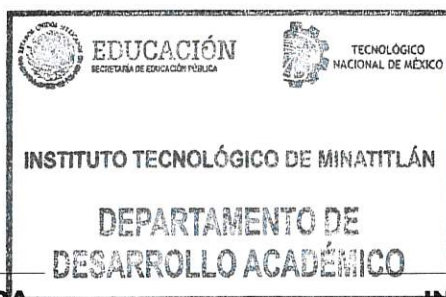 EDUCACIÓN
SECRETARÍA DE EDUCACIÓN PÚBLICA
TECNOLÓGICO
NACIONAL DE MÉXICO
INSTITUTO TECNOLÓGICO DE MINATITLÁN
DEPARTAMENTO DE
DESARROLLO ACADÉMICO